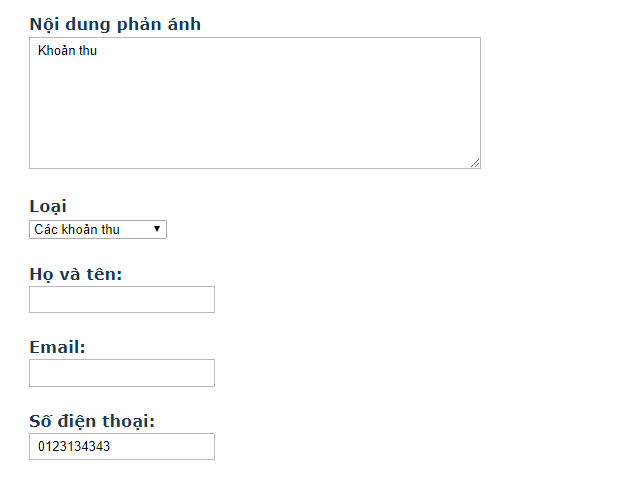 Nội dung phản ánh
Khoản thu
Loại
Các khoản thu
Họ và tên:
Email:
Số điện thoại:
0123134343